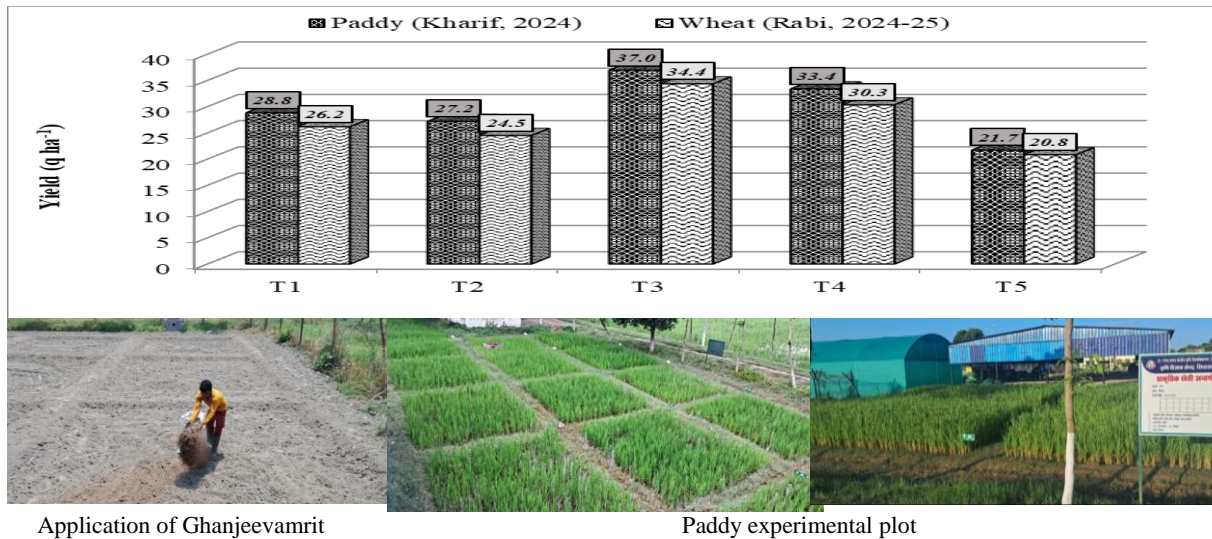 Paddy (Kharif, 2024) Wheat (Rabi, 2024-25)
Yield (q ha⁻¹)
40
35
30
25
20
15
10
5
0
28.8 26.2 27.2 24.5 37.0 34.4 33.4 30.3 21.7 20.8
T1 T2 T3 T4 T5
कृषि विज्ञान केन्द्र
प्राकृतिक खेती
Application of Ghanjeevamrit Paddy experimental plot